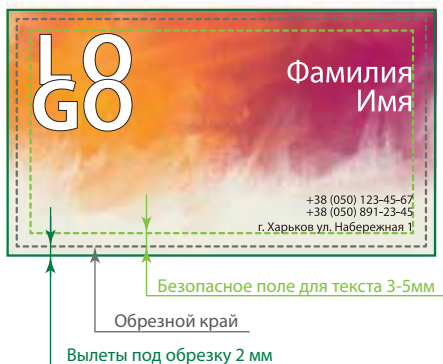 LO
GO
Фамилия
Имя
+38 (050) 123-45-67
+38 (050) 891-23-45
г. Харьков ул. Набережная 1
Безопасное поле для текста 3-5мм
Обрезной край
Вылеты под обрезку 2 мм